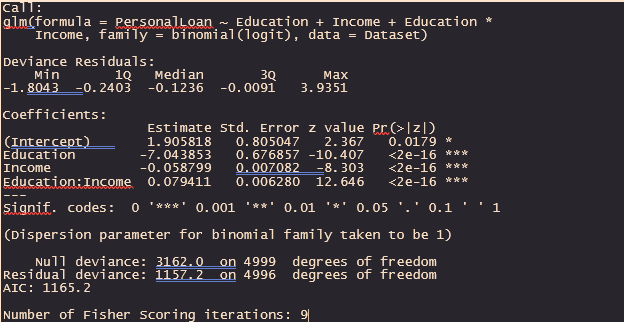 Call:
glm(formula = PersonalLoan ~ Education + Income + Education *
Income, family = binomial(logit), data = Dataset)
Deviance Residuals:
Min 1Q Median 3Q Max
-1.8043 -0.2403 -0.1236 -0.0091 3.9351
Coefficients:
Estimate Std. Error z value Pr(>|z|)
(Intercept) 1.905818 0.805047 2.367 0.0179 *
Education -7.043853 0.676857 -10.407 <2e-16 ***
Income -0.058799 0.007082 -8.303 <2e-16 ***
Education:Income 0.079411 0.006280 12.646 <2e-16 ***
---
Signif. codes: 0 '***' 0.001 '**' 0.01 '*' 0.05 '.' 0.1 ' ' 1
(Dispersion parameter for binomial family taken to be 1)
Null deviance: 3162.0 on 4999 degrees of freedom
Residual deviance: 1157.2 on 4996 degrees of freedom
AIC: 1165.2
Number of Fisher Scoring iterations: 9